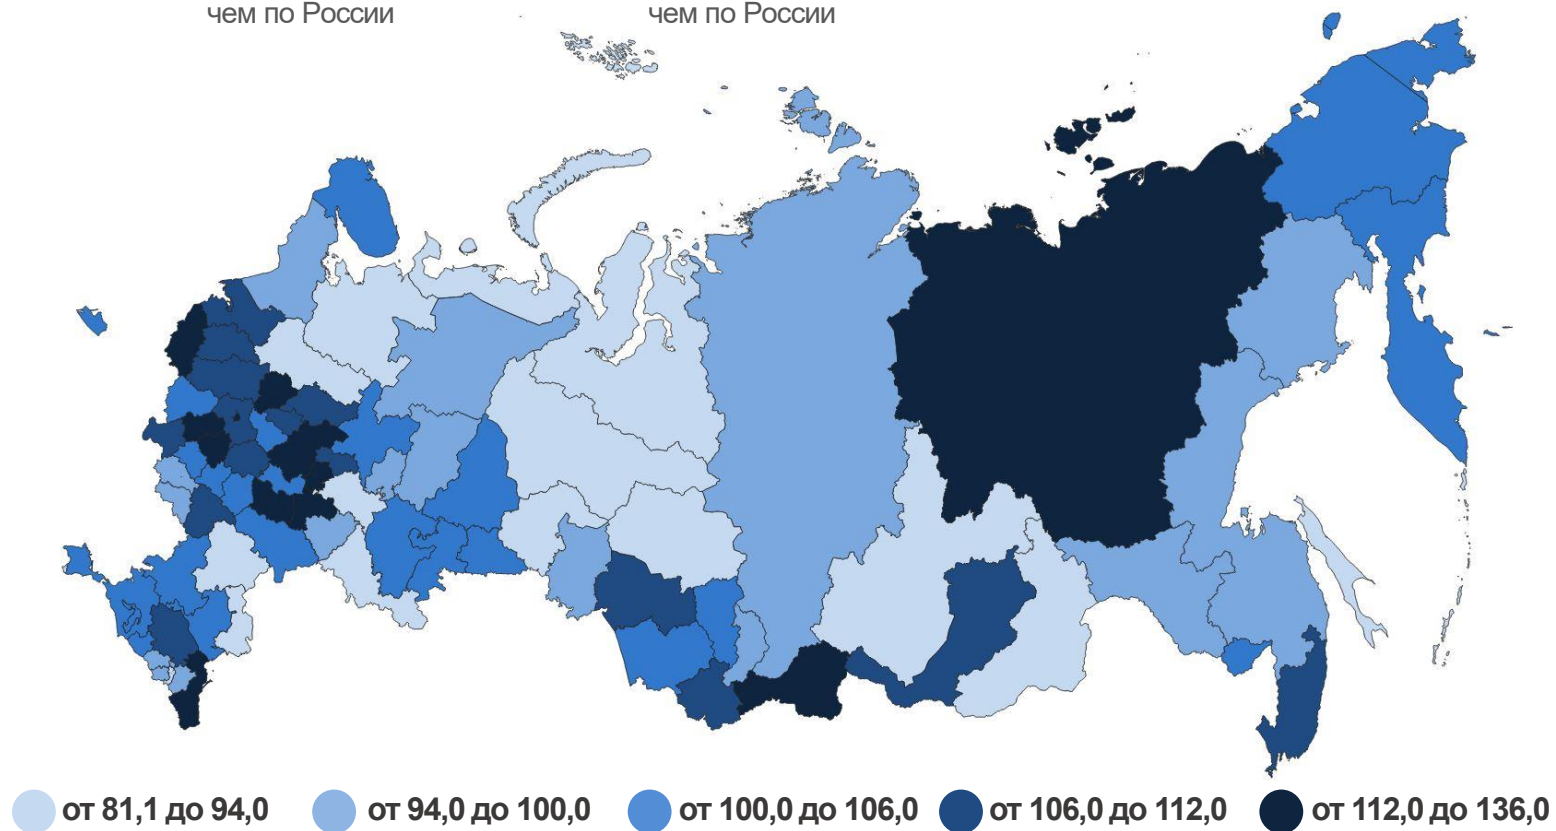 чем по России
чем по России
от 81,1 до 94,0
от 94,0 до 100,0
от 100,0 до 106,0
от 106,0 до 112,0
от 112,0 до 136,0